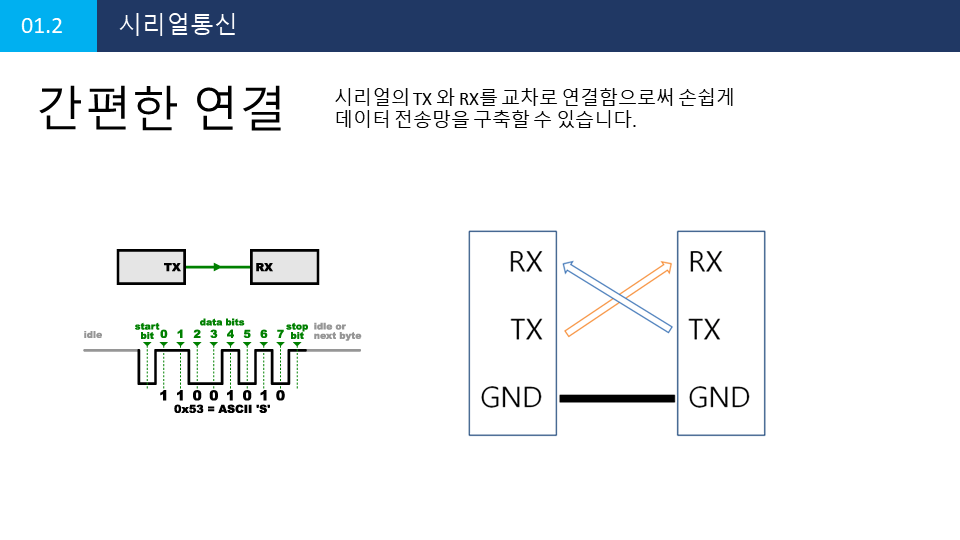 01.2
시리얼통신
간편한 연결
시리얼의 TX 와 RX를 교차로 연결함으로써 손쉽게
데이터 전송망을 구축할 수 있습니다.
TX
RX
data bits
idle
start
bit
0 1 2 3 4 5 6 7
stop
bit
idle or
next byte
1 1 0 0 1 0 1 0
0x53 = ASCII 'S'
RX
TX
GND
RX
TX
GND